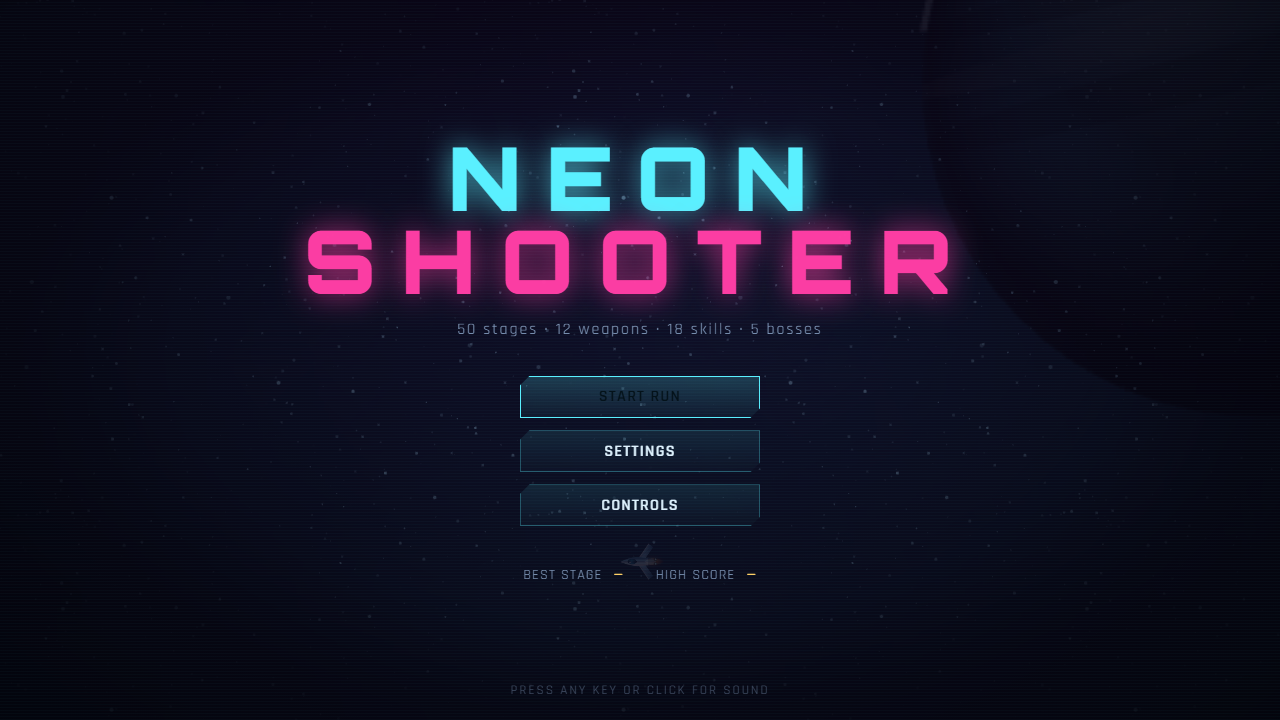 NEON
SHOOTER
50 stages · 12 weapons · 18 skills · 5 bosses
START RUN
SETTINGS
CONTROLS
BEST STAGE – HIGH SCORE –
PRESS ANY KEY OR CLICK FOR SOUND